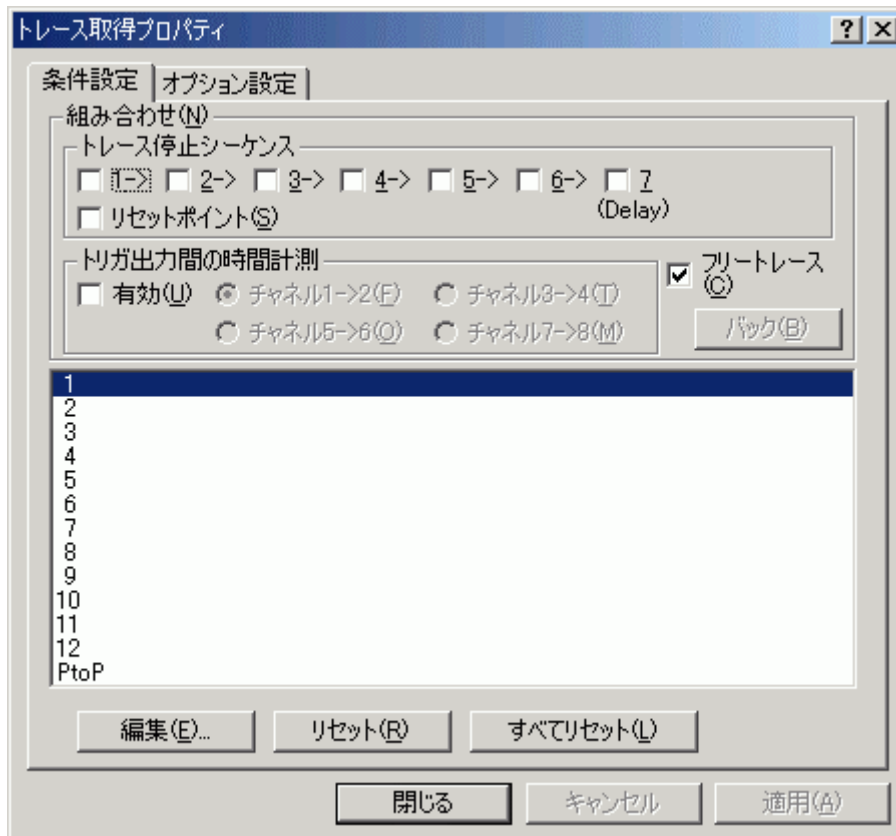 トレース取得プロパティ
条件設定 オプション設定
組み合わせ(N)
トレース停止シーケンス
1-> 2-> 3-> 4-> 5-> 6-> 7
(Delay)
リセットポイント(S)
トリガ出力間の時間計測
有効(U) チャネル1->2(F) チャネル3->4(T)
チャネル5->6(O) チャネル7->8(M)
フリートレース
(C)
バック(B)
1
2
3
4
5
6
7
8
9
10
11
12
PtoP
編集(E)... リセット(R) すべてリセット(L)
閉じる キャンセル 適用(A)